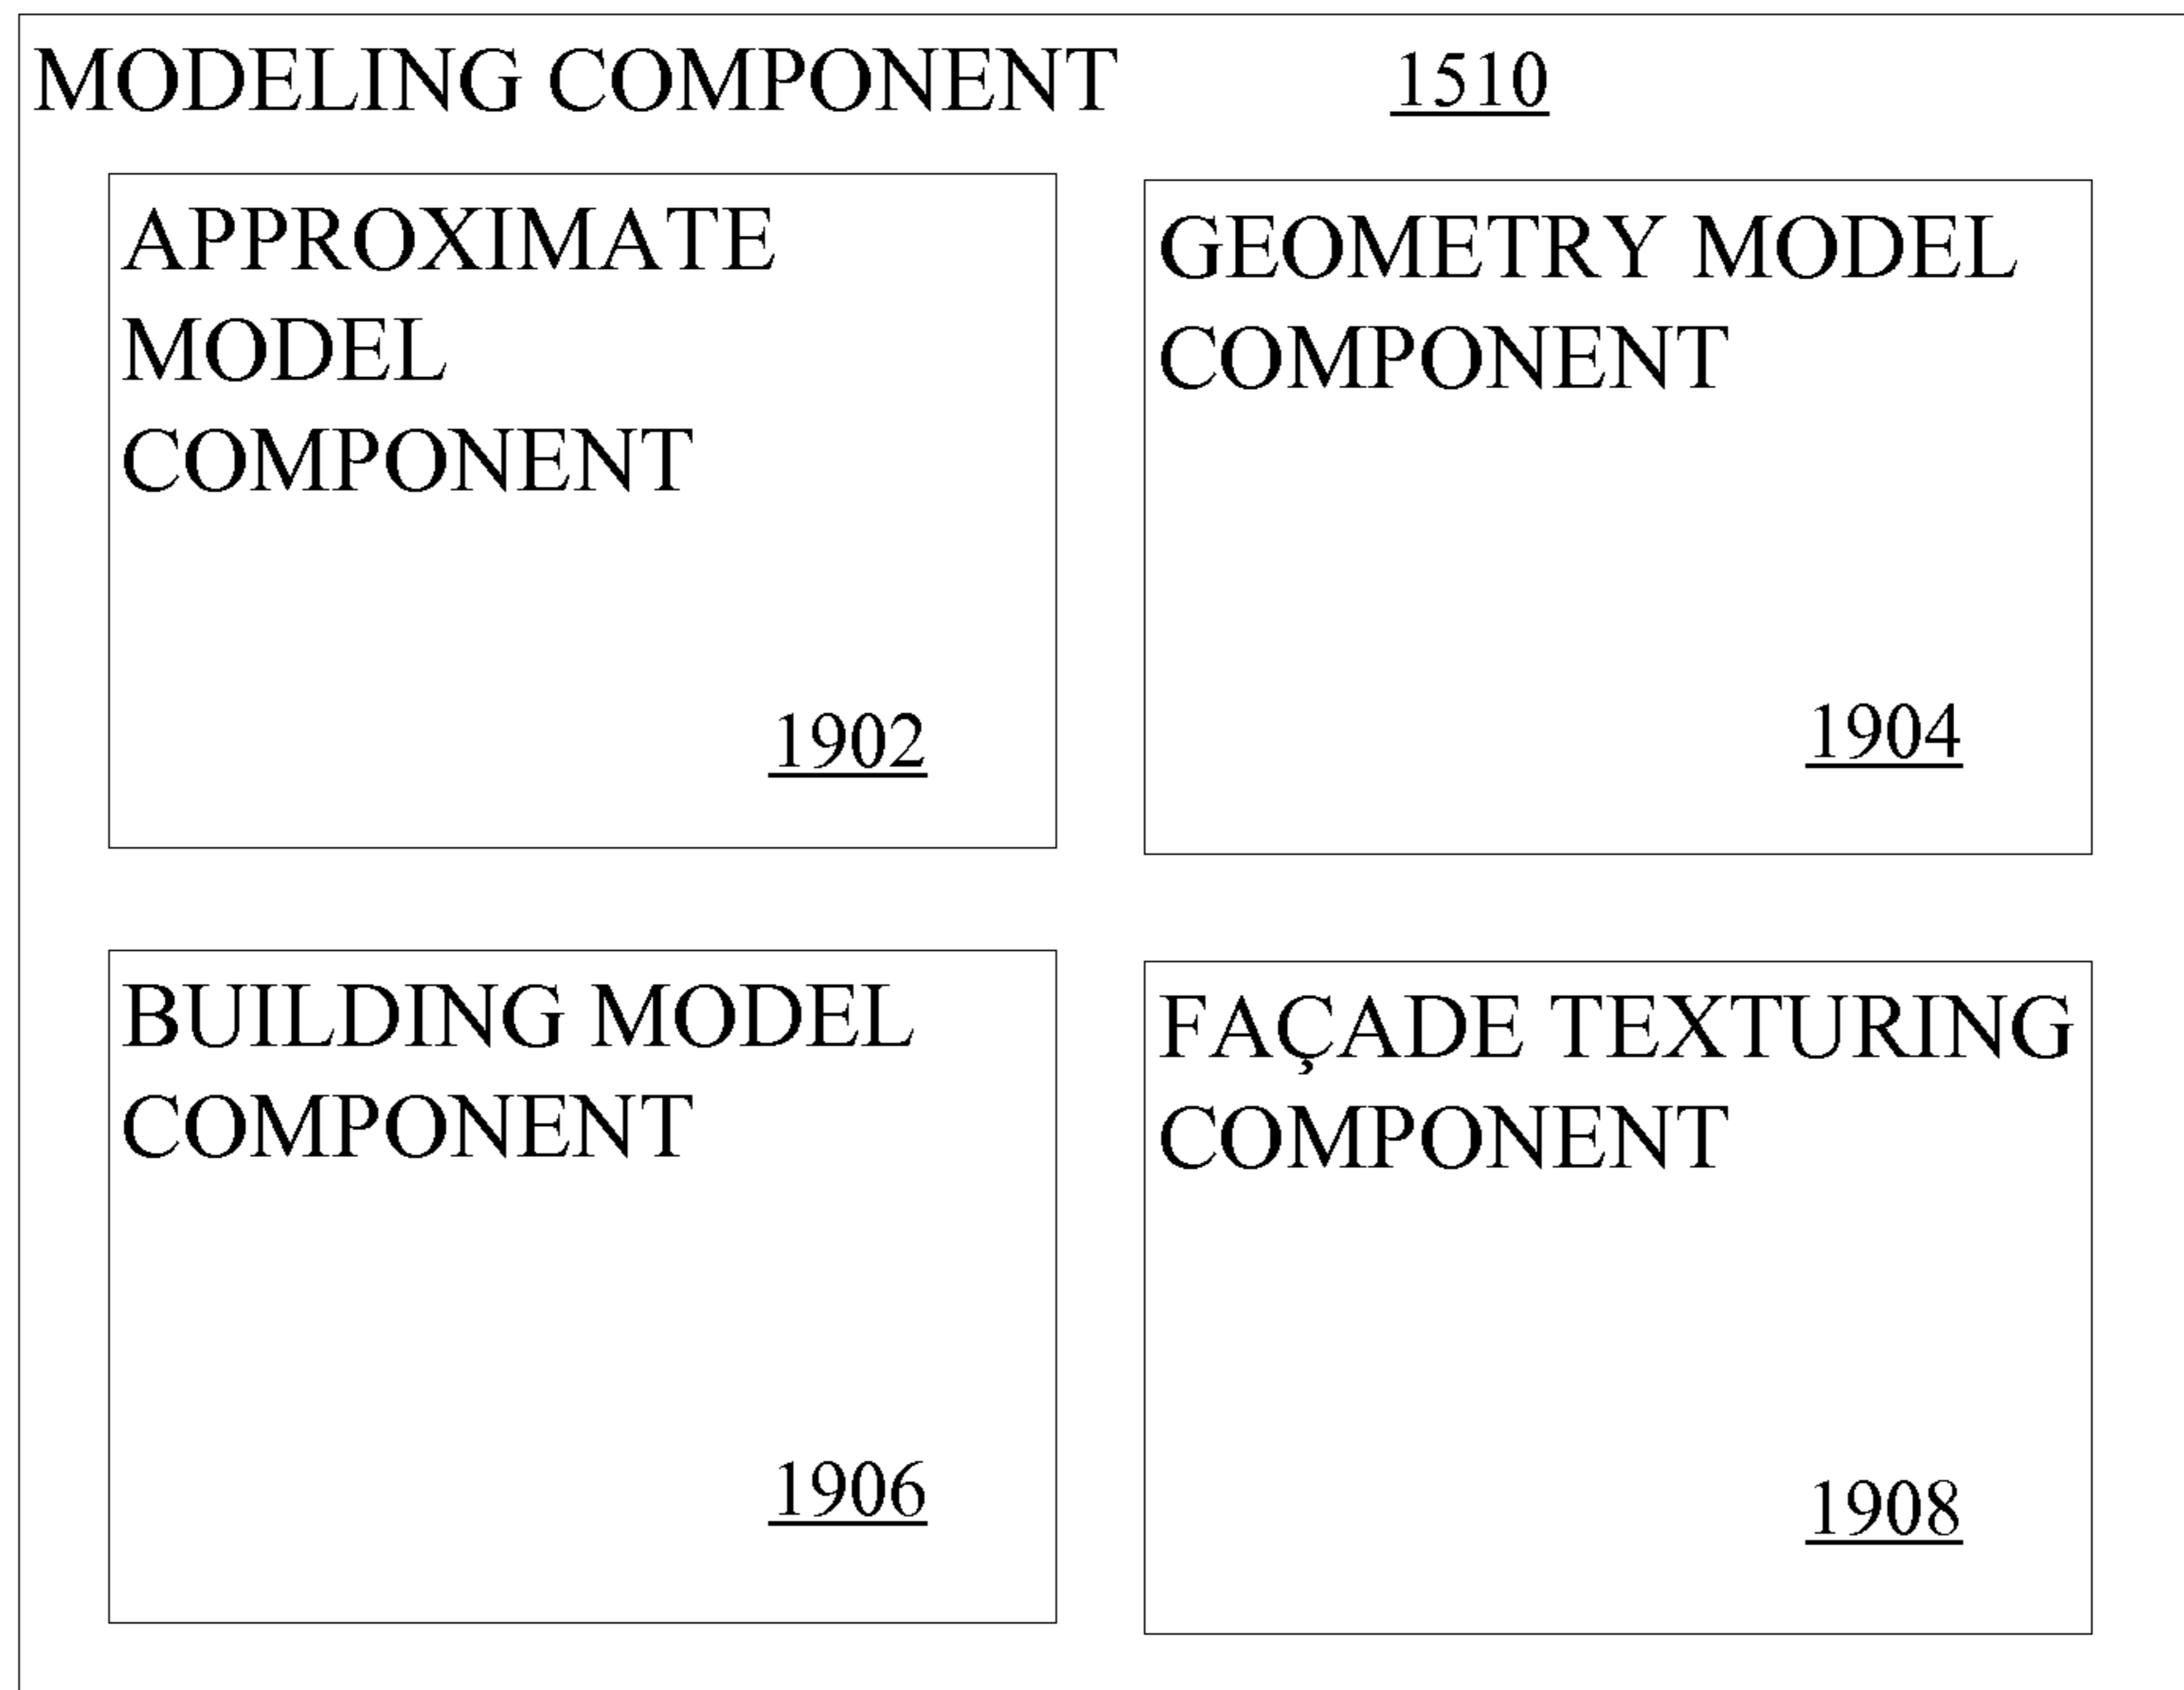 MODELING COMPONENT 1510
APPROXIMATE
MODEL
COMPONENT
1902
GEOMETRY MODEL
COMPONENT
1904
BUILDING MODEL
COMPONENT
1906
FAÇADE TEXTURING
COMPONENT
1908